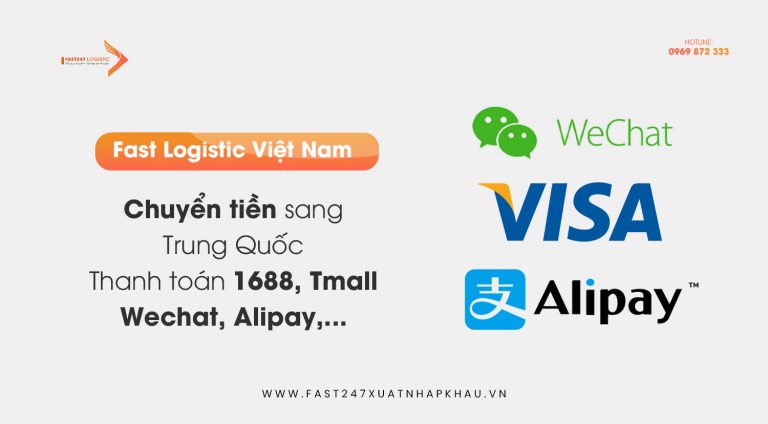 FAST247 LOGISTIC
HOTLINE:
0969 872 333
Fast Logistic Việt Nam
Chuyển tiền sang
Trung Quốc
Thanh toán 1688, Tmall
Wechat, Alipay,...
WeChat
VISA
支 Alipay™
WWW.FAST247XUATNHAPKHAU.VN